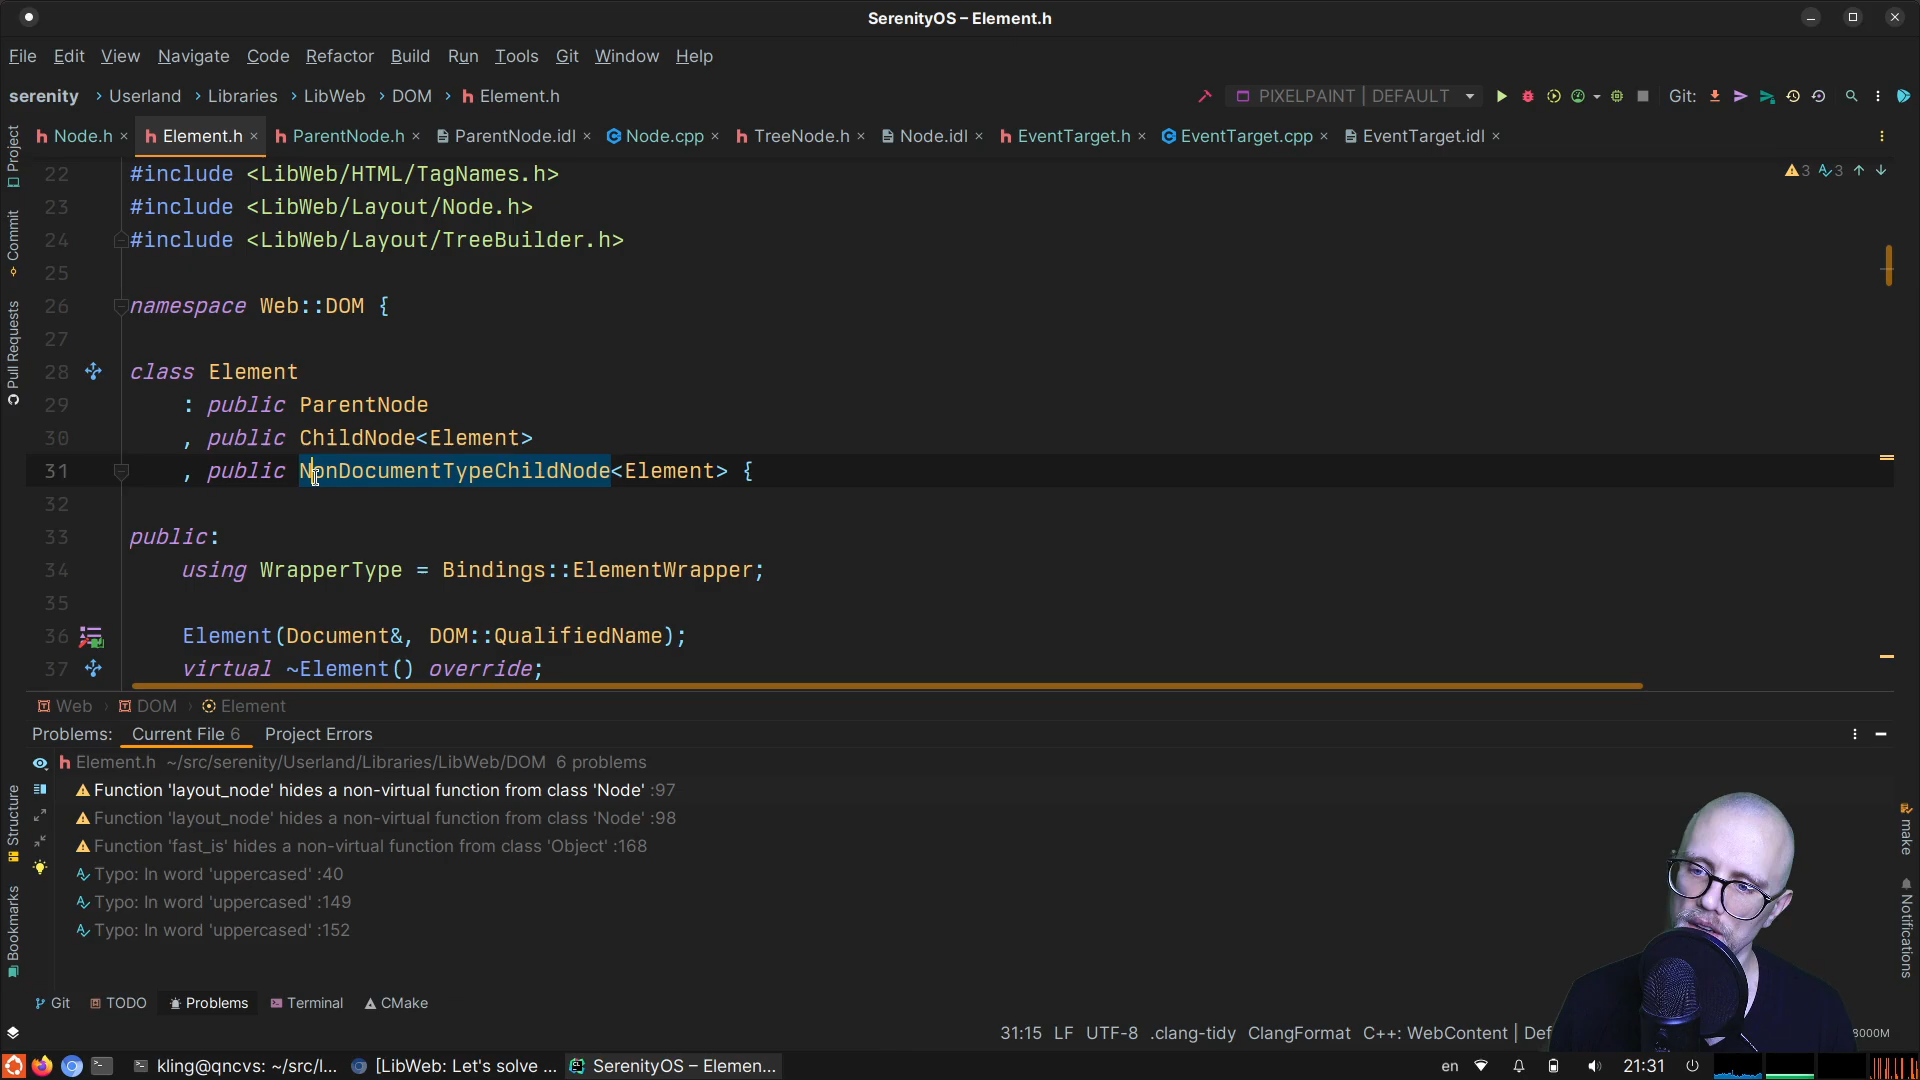 SerenityOS – Element.h
File Edit View Navigate Code Refactor Build Run Tools Git Window Help
serenity › Userland › Libraries › LibWeb › DOM › Element.h
PIXELPAINT | DEFAULT
Git:
Node.h × Element.h × ParentNode.h × ParentNode.idl × Node.cpp × TreeNode.h × Node.idl × EventTarget.h × EventTarget.cpp × EventTarget.idl ×
3 3
22 #include <LibWeb/HTML/TagNames.h>
23 #include <LibWeb/Layout/Node.h>
24 #include <LibWeb/Layout/TreeBuilder.h>
25
26 namespace Web::DOM {
27
28 class Element
29 : public ParentNode
30 , public ChildNode<Element>
31 , public NonDocumentTypeChildNode<Element> {
32
33 public:
34 using WrapperType = Bindings::ElementWrapper;
35
36 Element(Document&, DOM::QualifiedName);
37 virtual ~Element() override;
Project
Commit
Pull Requests
Structure
Bookmarks
make
Notifications
Web › DOM › Element
Problems: Current File 6 Project Errors
Element.h ~/src/serenity/Userland/Libraries/LibWeb/DOM 6 problems
Function 'layout_node' hides a non-virtual function from class 'Node' :97
Function 'layout_node' hides a non-virtual function from class 'Node' :98
Function 'fast_is' hides a non-virtual function from class 'Object' :168
Typo: In word 'uppercased' :40
Typo: In word 'uppercased' :149
Typo: In word 'uppercased' :152
Git TODO Problems Terminal CMake
31:15 LF UTF-8 .clang-tidy ClangFormat C++: WebContent | Def
3000M
kling@qncvs: ~/src/l... [LibWeb: Let's solve ... SerenityOS – Elemen...
en 21:31